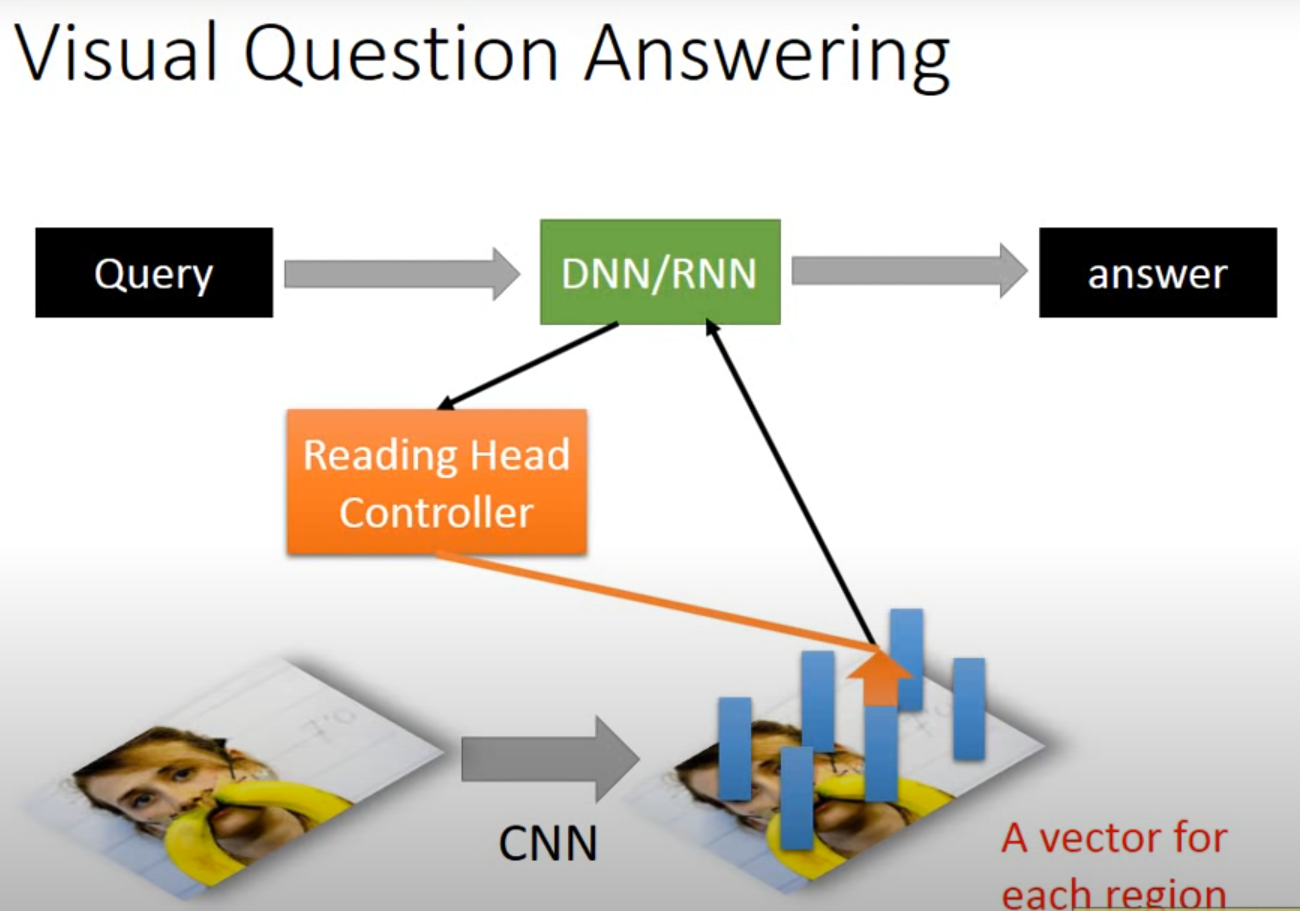 Visual Question Answering
Query
DNN/RNN
answer
Reading Head
Controller
CNN
A vector for
each region